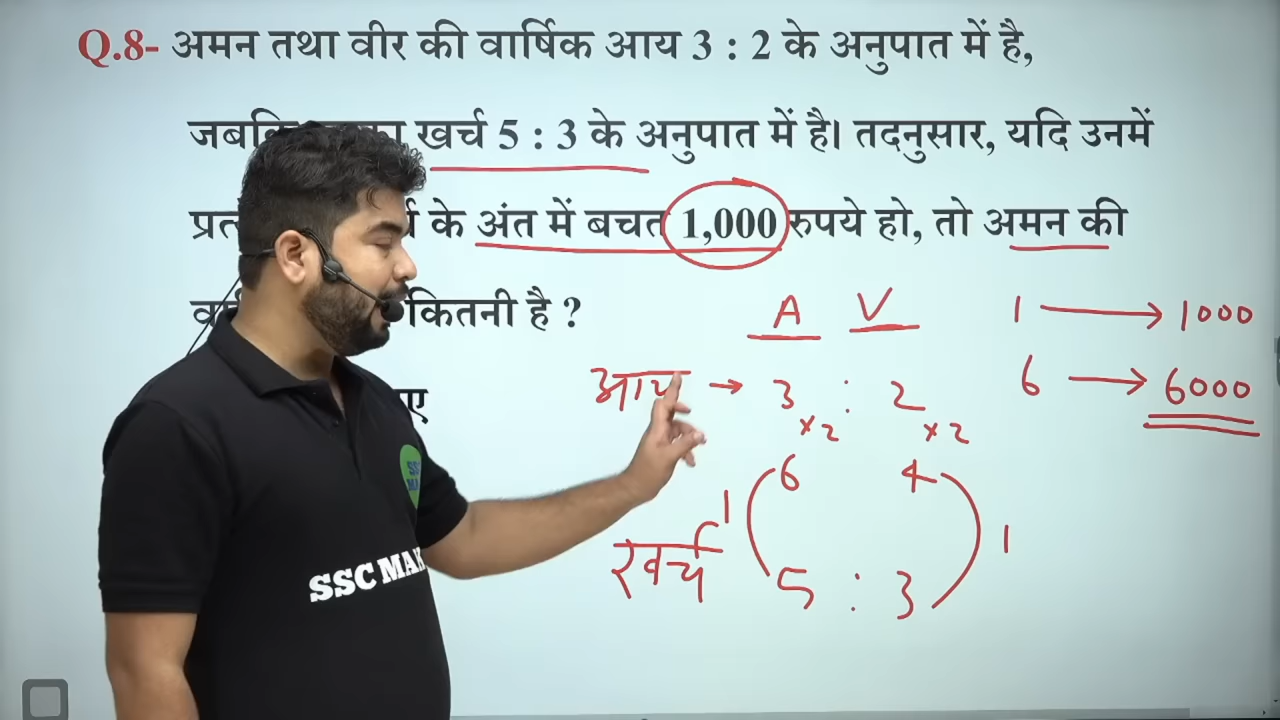 Q.8- अमन तथा वीर की वार्षिक आय 3 : 2 के अनुपात में है,
खर्च 5 : 3 के अनुपात में है। तदनुसार, यदि उनमें
के अंत में बचत 1,000 रुपये हो, तो अमन की
कितनी है ?
A V
1 → 1000
आय → 3 : 2
6 → 6000
×2 ×2
6 4
1 1
खर्च 5 : 3
SSC MA